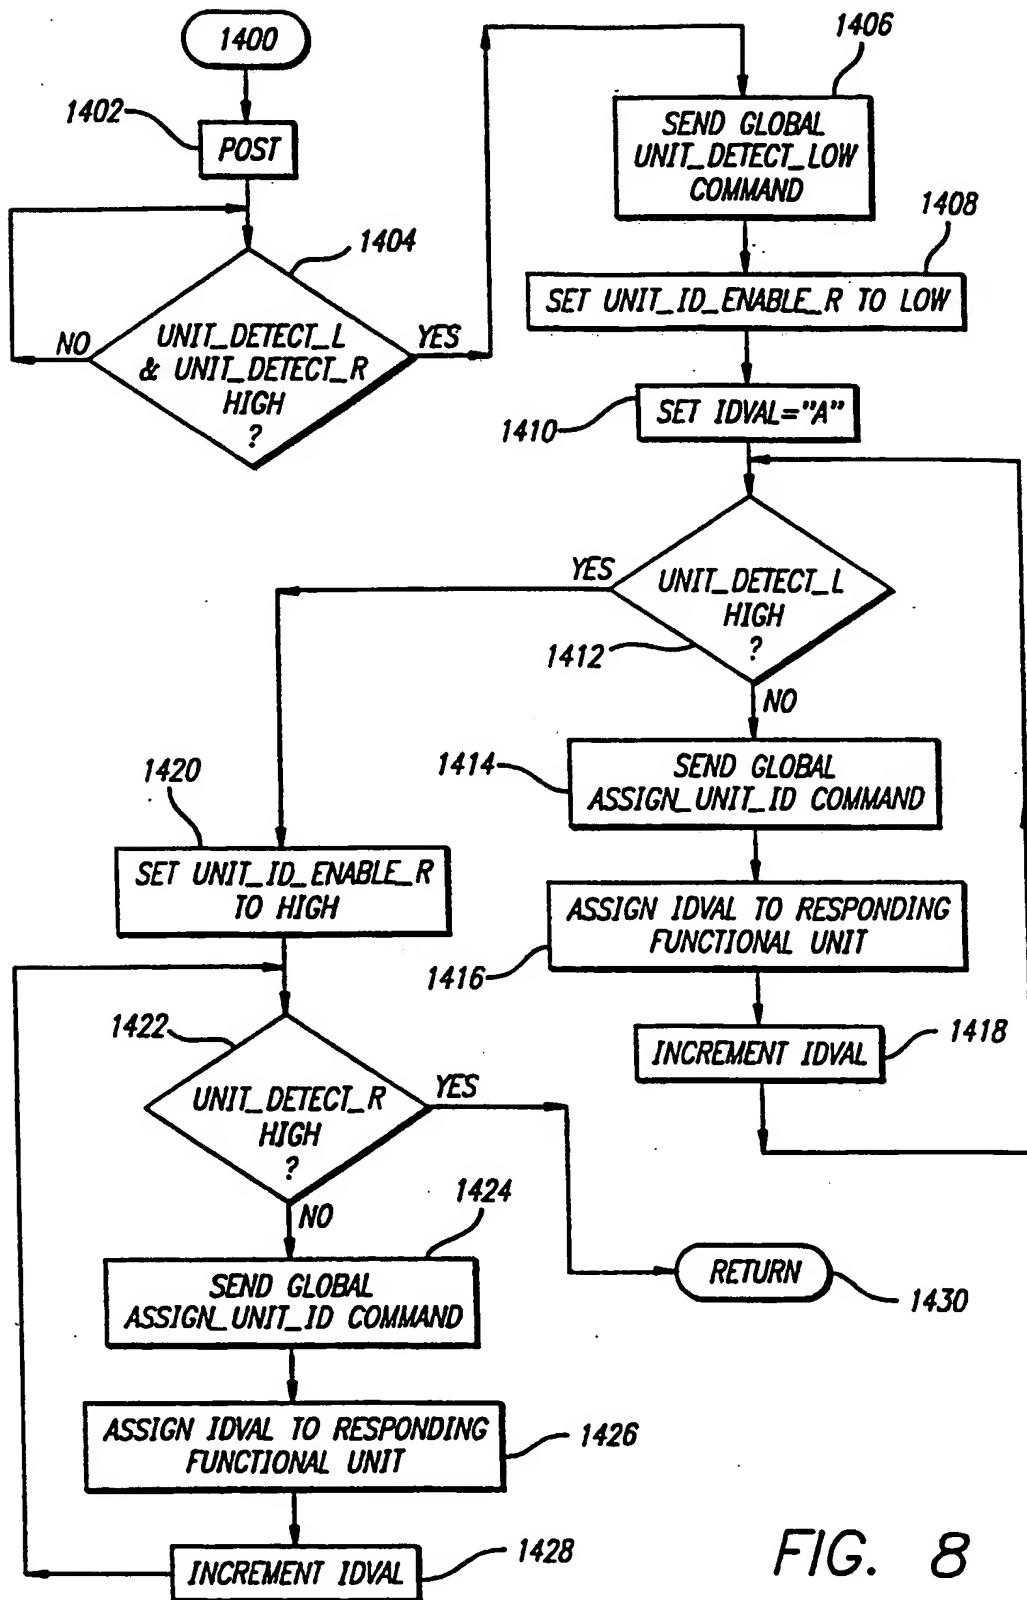 1400
1402
POST
1404
UNIT_DETECT_L
& UNIT_DETECT_R
HIGH
?
NO
YES
1406
SEND GLOBAL
UNIT_DETECT_LOW
COMMAND
1408
SET UNIT_ID_ENABLE_R TO LOW
1410
SET IDVAL="A"
YES
UNIT_DETECT_L
HIGH
?
1412
NO
1414
SEND GLOBAL
ASSIGN_UNIT_ID COMMAND
ASSIGN IDVAL TO RESPONDING
FUNCTIONAL UNIT
1416
INCREMENT IDVAL
1418
1420
SET UNIT_ID_ENABLE_R
TO HIGH
1422
UNIT_DETECT_R
HIGH
?
YES
NO
1424
SEND GLOBAL
ASSIGN_UNIT_ID COMMAND
RETURN
1430
ASSIGN IDVAL TO RESPONDING
FUNCTIONAL UNIT
1426
INCREMENT IDVAL
1428
FIG. 8